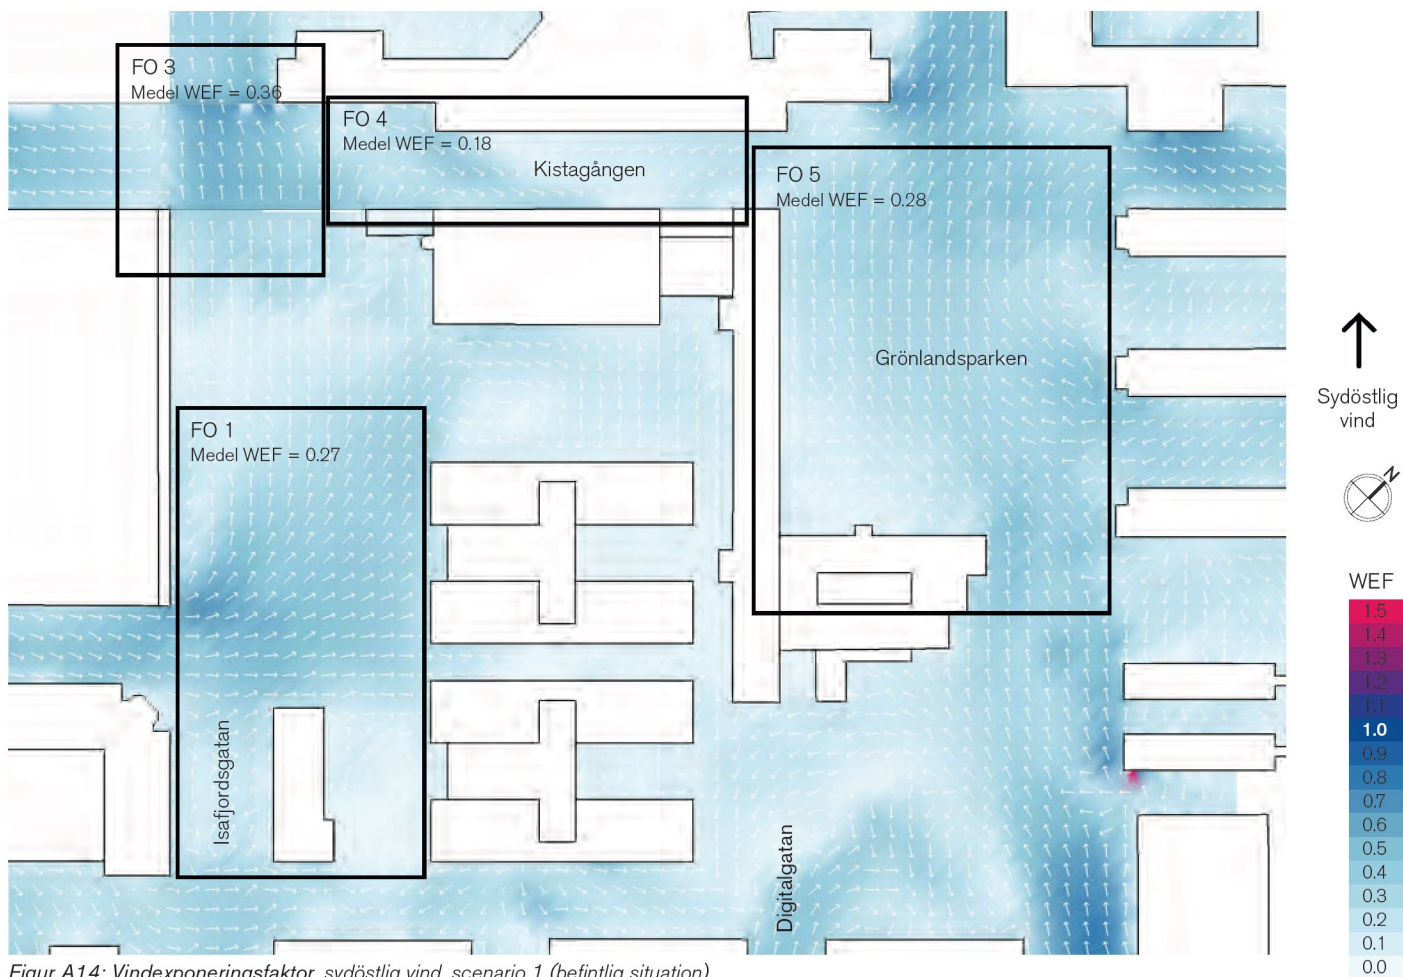 FO 3
Medel WEF = 0.36
FO 4
Medel WEF = 0.18
Kistagången
FO 5
Medel WEF = 0.28
Grönlandsparken
FO 1
Medel WEF = 0.27
Isafjordsgatan
Digitalgatan
Sydöstlig
vind
N
WEF
1.5
1.4
1.3
1.2
1.1
1.0
0.9
0.8
0.7
0.6
0.5
0.4
0.3
0.2
0.1
0.0
Figur A14: Vindexponeringsfaktor, sydöstlig vind, scenario 1 (befintlig situation)